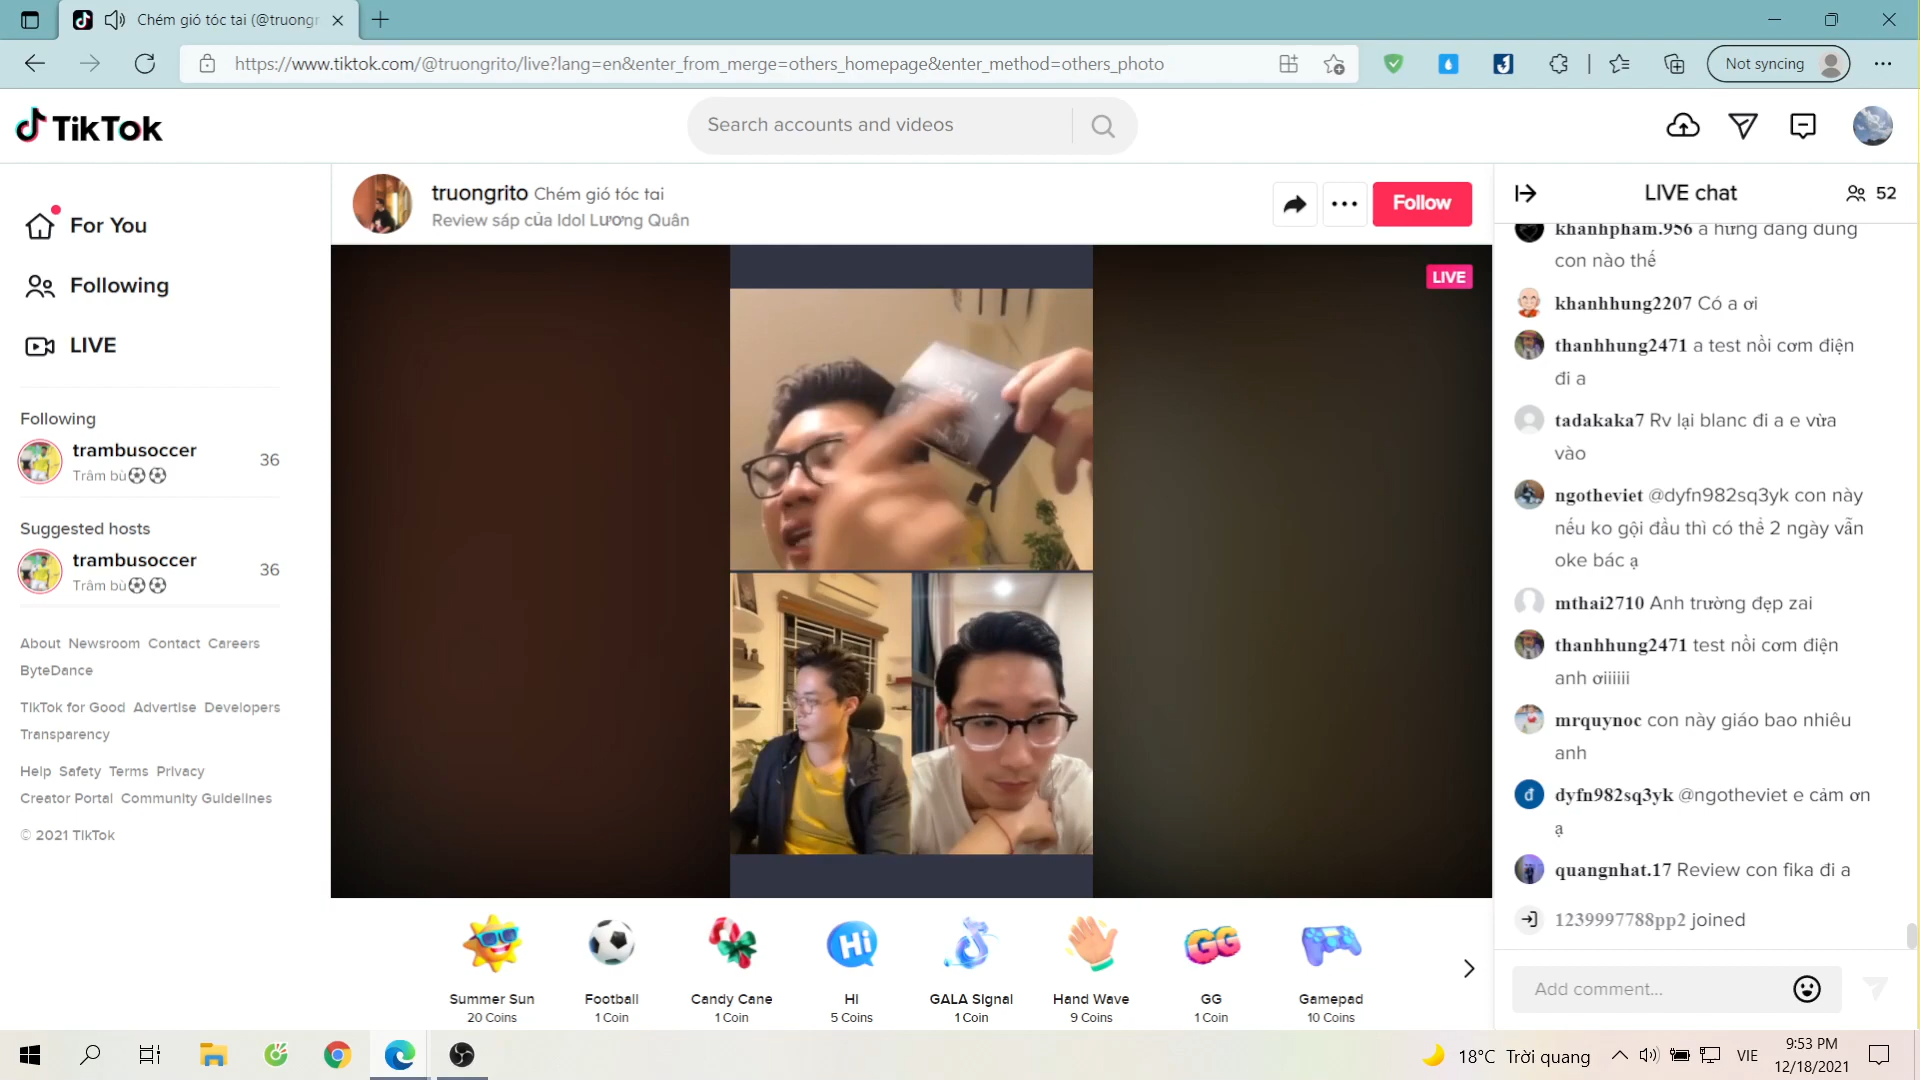 Chém gió tóc tai (@truongr
https://www.tiktok.com/@truongrito/live?lang=en&enter_from_merge=others_homepage&enter_method=others_photo
Not syncing
TikTok
Search accounts and videos
For You
Following
LIVE
Following
trambusoccer
Trâm bù⚽⚽
36
Suggested hosts
trambusoccer
Trâm bù⚽⚽
36
About Newsroom Contact Careers
ByteDance
TikTok for Good Advertise Developers
Transparency
Help Safety Terms Privacy
Creator Portal Community Guidelines
© 2021 TikTok
truongrito Chém gió tóc tai
Review sáp của Idol Lương Quân
Follow
LIVE
Summer Sun
20 Coins
Football
1 Coin
Candy Cane
1 Coin
Hi
Hi
5 Coins
GALA Signal
1 Coin
Hand Wave
9 Coins
GG
GG
1 Coin
Gamepad
10 Coins
LIVE chat
52
khanhpham.956 a hưng đang dùng
con nào thế
khanhhung2207 Có a ơi
thanhhung2471 a test nồi cơm điện
đi a
tadakaka7 Rv lại blanc đi a e vừa
vào
ngotheviet @dyfn982sq3yk con này
nếu ko gội đầu thì có thể 2 ngày vẫn
oke bác ạ
mthai2710 Anh trường đẹp zai
thanhhung2471 test nồi cơm điện
anh ơiiiiii
mrquynoc con này giáo bao nhiêu
anh
đ
dyfn982sq3yk @ngotheviet e cảm ơn
ạ
quangnhat.17 Review con fika đi a
1239997788pp2 joined
Add comment...
18°C Trời quang
VIE
9:53 PM
12/18/2021